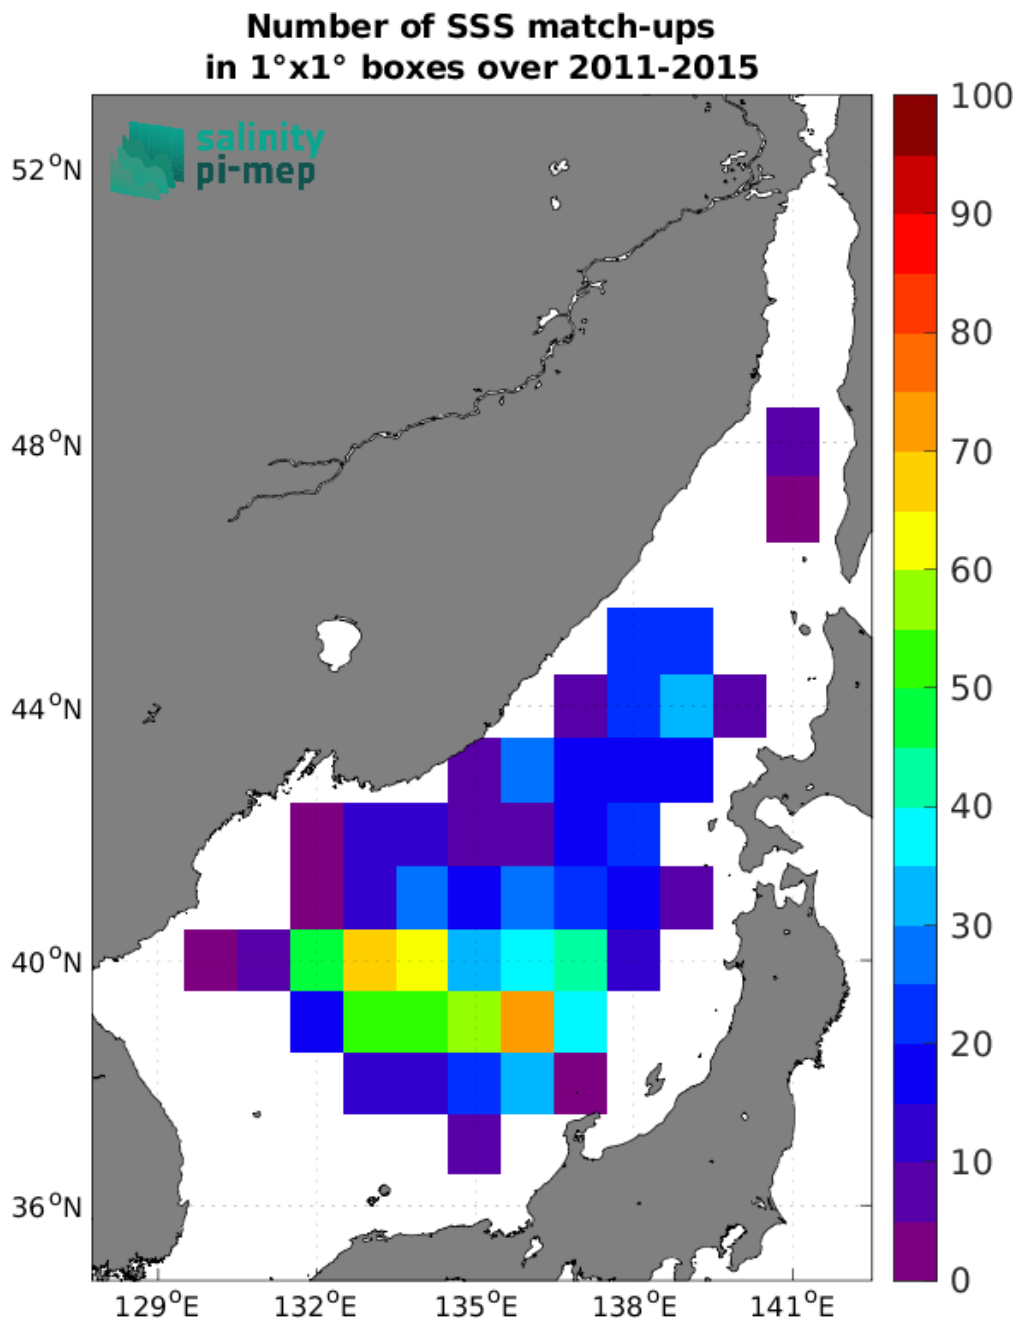 Number of SSS match-ups
in 1°x1° boxes over 2011-2015
salinity
pi-mep
52°N
48°N
44°N
40°N
36°N
129°E 132°E 135°E 138°E 141°E
100
90
80
70
60
50
40
30
20
10
0